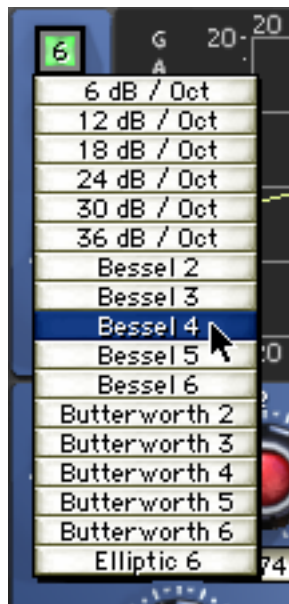 6
G
A
20
20
6 dB / Oct
12 dB / Oct
18 dB / Oct
24 dB / Oct
30 dB / Oct
36 dB / Oct
Bessel 2
Bessel 3
Bessel 4
Bessel 5
Bessel 6
Butterworth 2
Butterworth 3
Butterworth 4
Butterworth 5
Butterworth 6
Elliptic 6
74